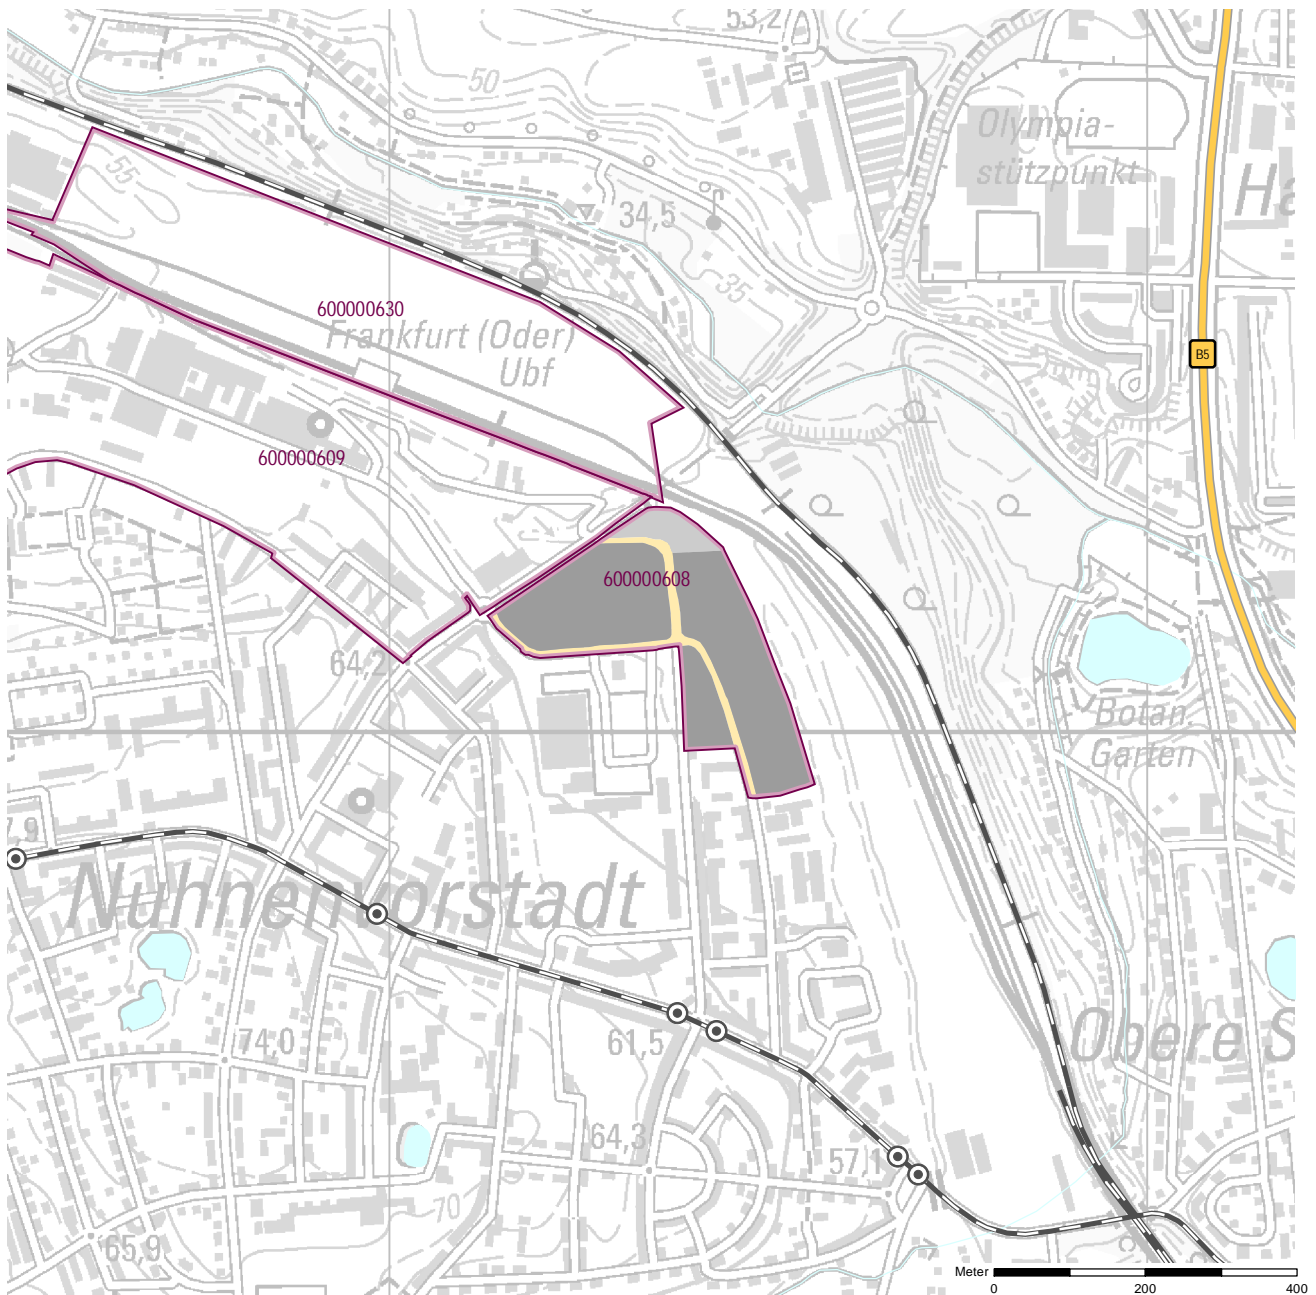 53,2
50
Olympia-
stützpunkt
Ha
55
34,5
35
600000630
Frankfurt (Oder)
Ubf
B5
600000609
600000608
64,2
Botan.
Garten
7,9
Nuhnenvorstadt
74,0
61,5
Obere S
64,3
57,1
70
65,9
Meter
0
200
400